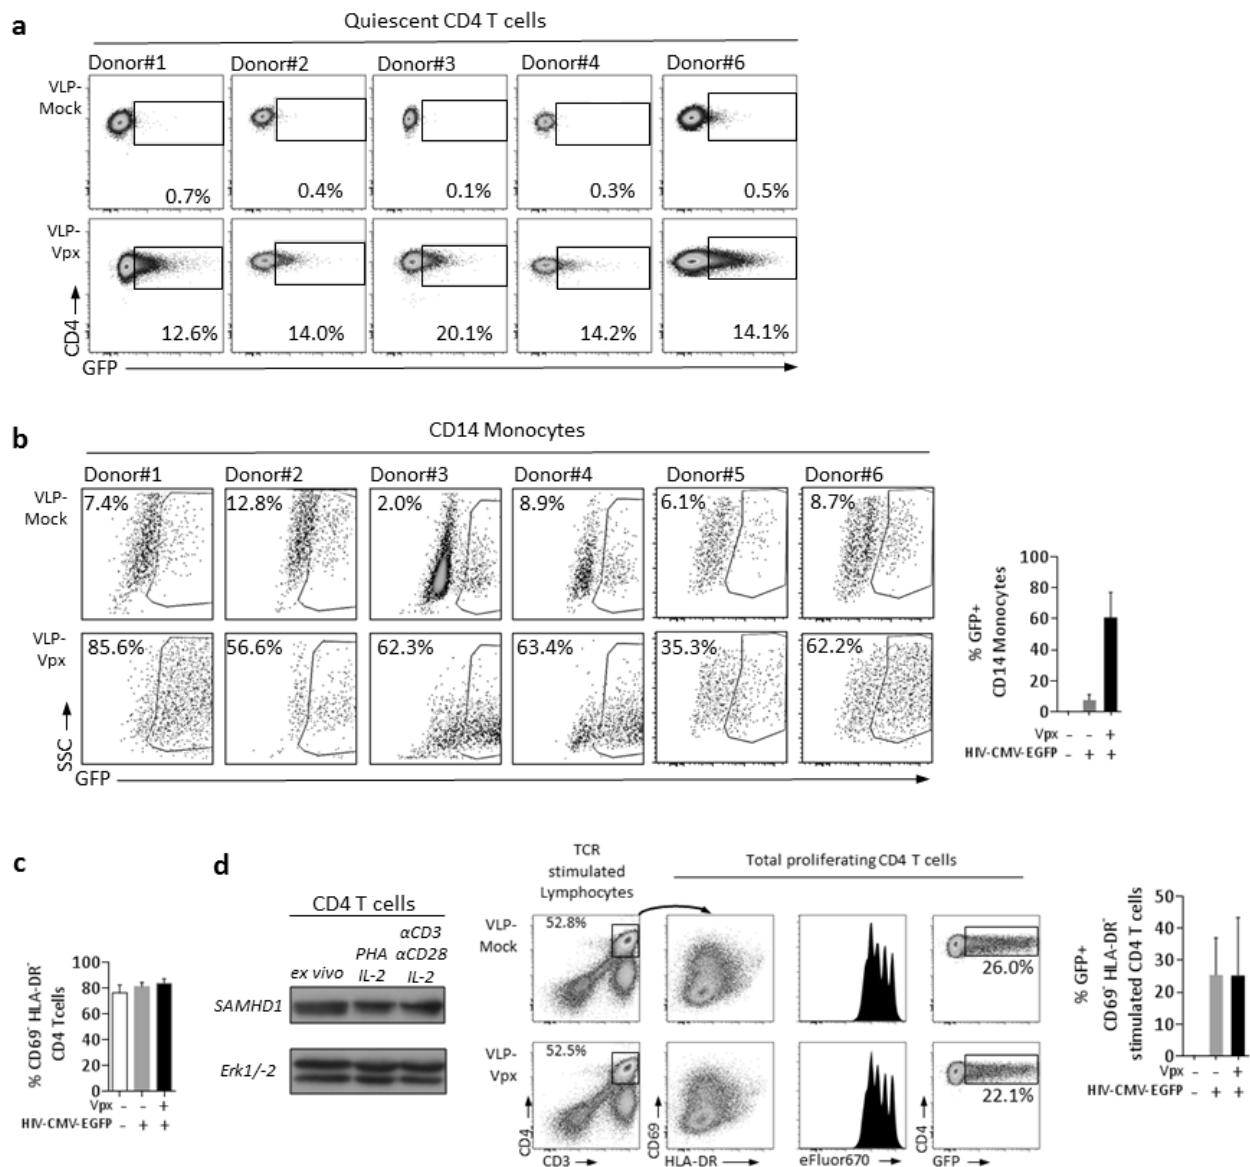 a
Quiescent CD4 T cells
Donor#1 Donor#2 Donor#3 Donor#4 Donor#6
VLP-
Mock
0.7% 0.4% 0.1% 0.3% 0.5%
VLP-
Vpx
12.6% 14.0% 20.1% 14.2% 14.1%
CD4
GFP
b
CD14 Monocytes
Donor#1 Donor#2 Donor#3 Donor#4 Donor#5 Donor#6
VLP-
Mock
7.4% 12.8% 2.0% 8.9% 6.1% 8.7%
VLP-
Vpx
85.6% 56.6% 62.3% 63.4% 35.3% 62.2%
SSC
GFP
% GFP+
CD14 Monocytes
100
80
60
40
20
0
Vpx - - +
HIV-CMV-EGFP - + +
c
% CD69- HLA-DR-
CD4 Tcells
100
80
60
40
20
0
Vpx - - +
HIV-CMV-EGFP - + +
d
CD4 T cells
ex vivo
PHA
IL-2
αCD3
αCD28
IL-2
SAMHD1
Erk1/-2
TCR
stimulated
Lymphocytes
Total proliferating CD4 T cells
VLP-
Mock
52.8%
26.0%
VLP-
Vpx
52.5%
22.1%
CD4
CD3
CD69
HLA-DR
eFluor670
CD4
GFP
% GFP+
CD69- HLA-DR-
stimulated CD4 T cells
50
40
30
20
10
0
Vpx - - +
HIV-CMV-EGFP - + +